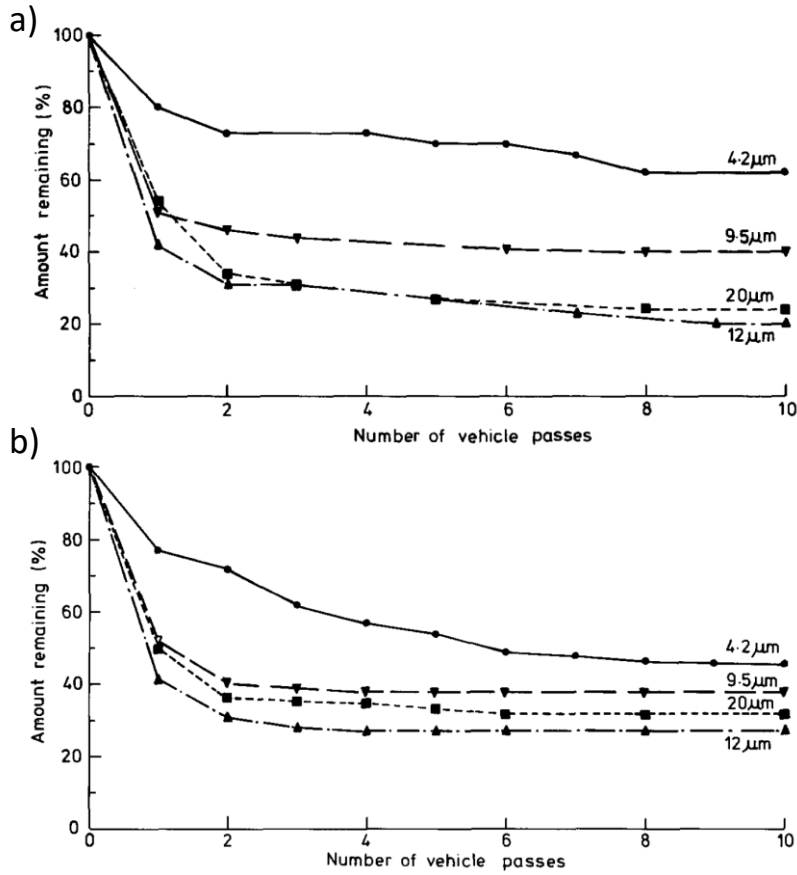 a)
100
80
60
40
20
0
Amount remaining (%)
4·2μm
9·5μm
20μm
12μm
0 2 4 6 8 10
Number of vehicle passes
b)
100
80
60
40
20
0
Amount remaining (%)
4·2μm
9·5μm
20μm
12μm
0 2 4 6 8 10
Number of vehicle passes